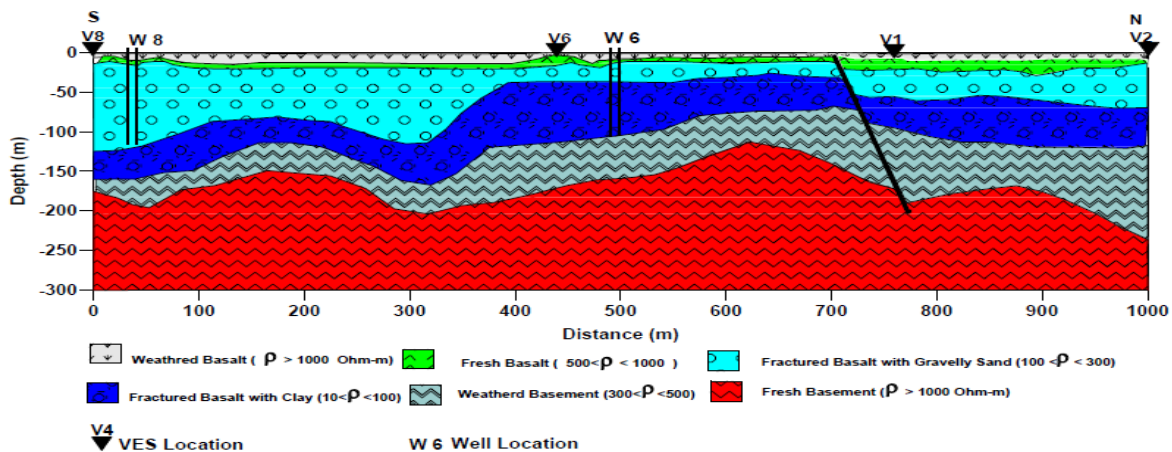 S N
V8 W 8 V6 W 6 V1 V2
0
-50
-100
-150
-200
-250
-300
Depth (m)
0 100 200 300 400 500 600 700 800 900 1000
Distance (m)
Weathred Basalt ( ρ > 1000 Ohm-m) Fresh Basalt ( 500<ρ < 1000 ) Fractured Basalt with Gravelly Sand (100 <ρ < 300)
Fractured Basalt with Clay (10<ρ <100) Weatherd Basement (300<ρ <500) Fresh Basement (ρ > 1000 Ohm-m)
V4
VES Location W 6 Well Location